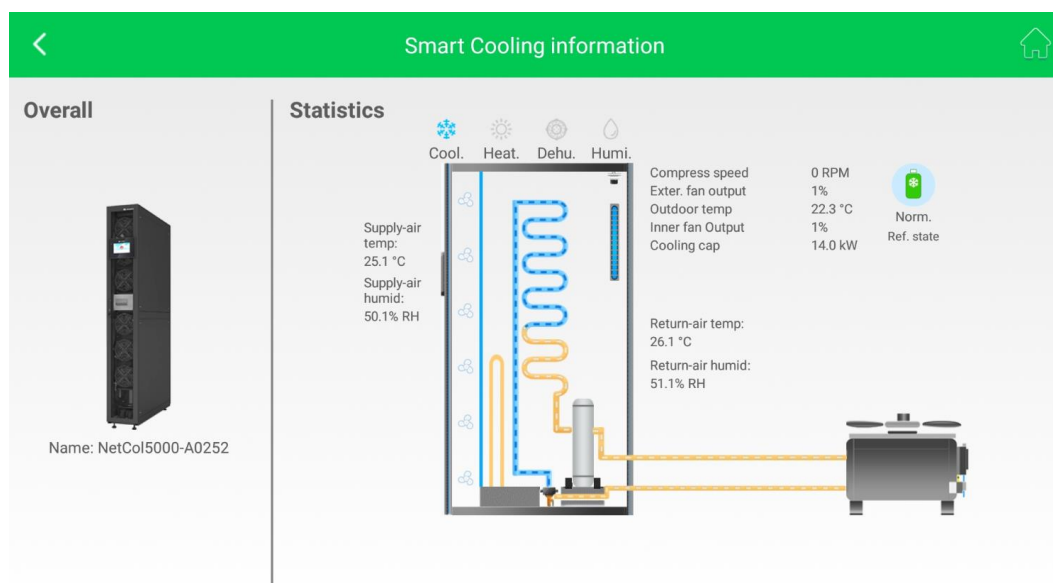 Smart Cooling information
Overall
Name: NetCol5000-A0252
Statistics
Cool. Heat. Dehu. Humi.
Supply-air
temp:
25.1 °C
Supply-air
humid:
50.1% RH
Compress speed 0 RPM
Exter. fan output 1%
Outdoor temp 22.3 °C
Inner fan Output 1%
Cooling cap 14.0 kW
Norm.
Ref. state
Return-air temp:
26.1 °C
Return-air humid:
51.1% RH